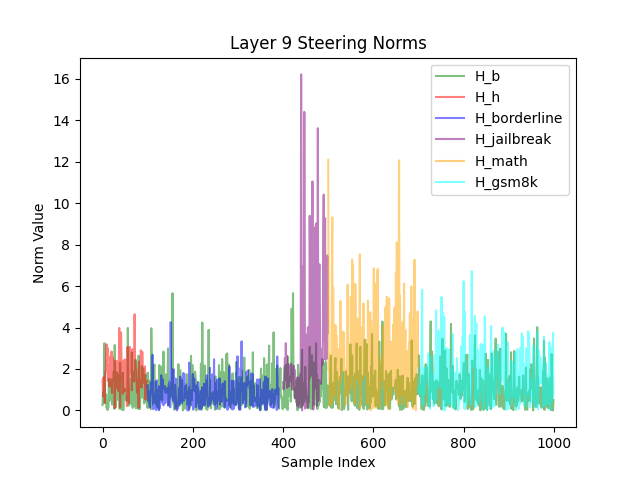 Layer 9 Steering Norms
H_b
H_h
H_borderline
H_jailbreak
H_math
H_gsm8k
Norm Value
16
14
12
10
8
6
4
2
0
0 200 400 600 800 1000
Sample Index